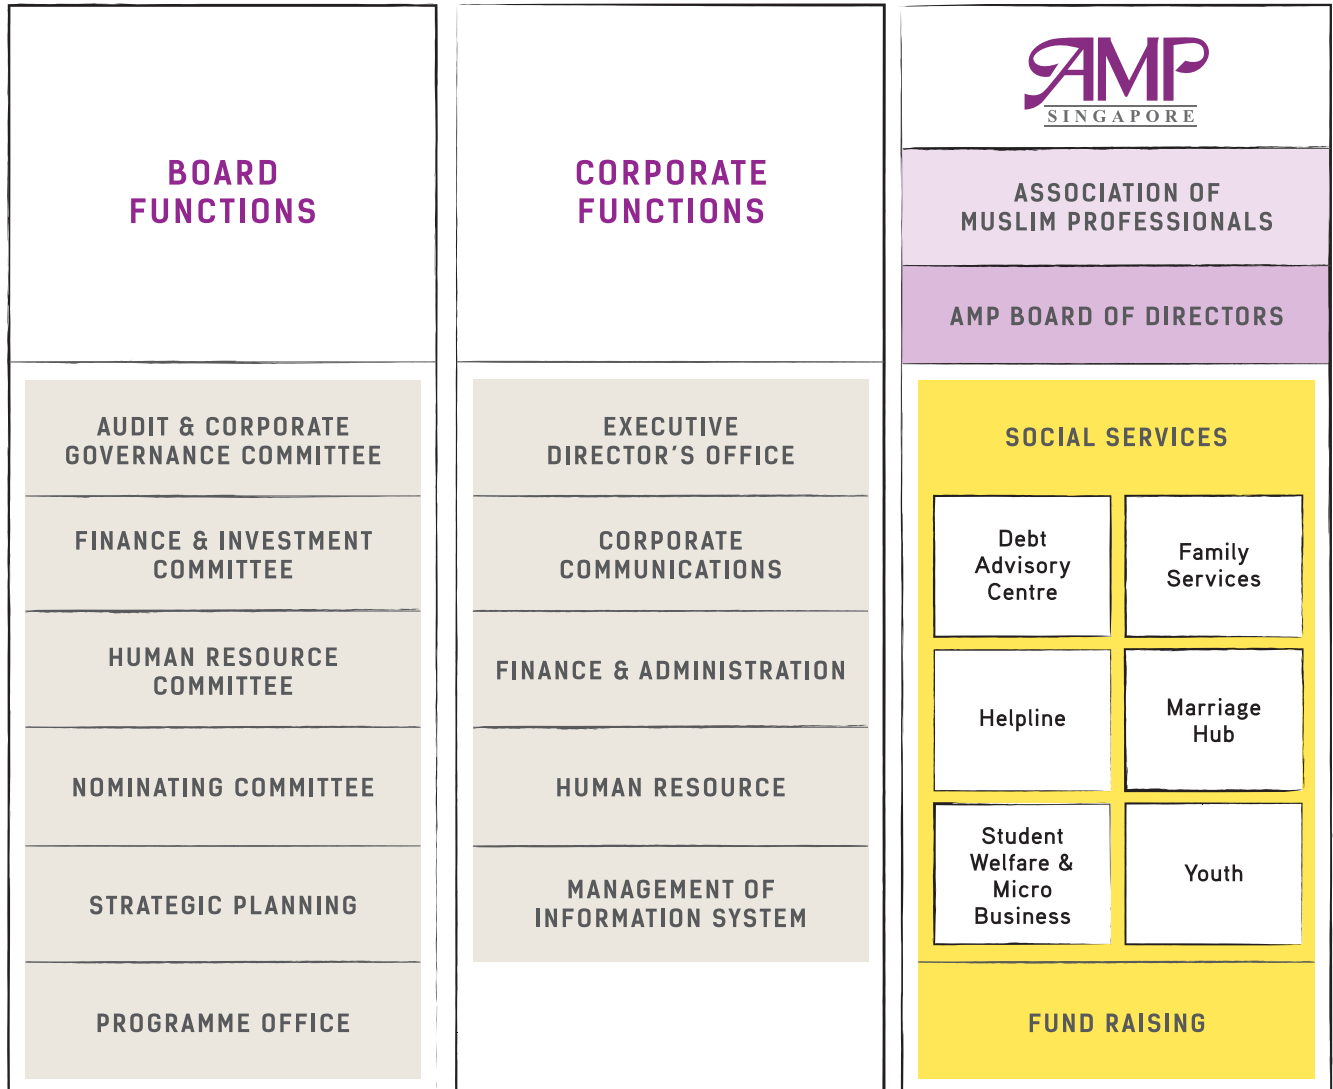 BOARD
FUNCTIONS
AUDIT & CORPORATE
GOVERNANCE COMMITTEE
FINANCE & INVESTMENT
COMMITTEE
HUMAN RESOURCE
COMMITTEE
NOMINATING COMMITTEE
STRATEGIC PLANNING
PROGRAMME OFFICE
CORPORATE
FUNCTIONS
EXECUTIVE
DIRECTOR'S OFFICE
CORPORATE
COMMUNICATIONS
FINANCE & ADMINISTRATION
HUMAN RESOURCE
MANAGEMENT OF
INFORMATION SYSTEM
AMP
SINGAPORE
ASSOCIATION OF
MUSLIM PROFESSIONALS
AMP BOARD OF DIRECTORS
SOCIAL SERVICES
Debt
Advisory
Centre
Family
Services
Helpline
Marriage
Hub
Student
Welfare &
Micro
Business
Youth
FUND RAISING